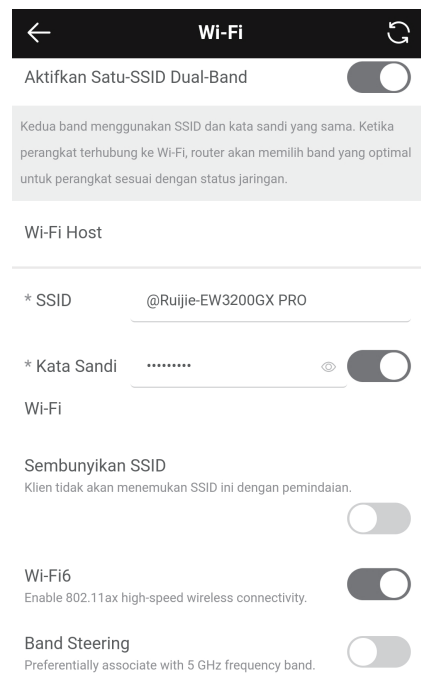 Wi-Fi
Aktifkan Satu-SSID Dual-Band
Kedua band menggunakan SSID dan kata sandi yang sama. Ketika
perangkat terhubung ke Wi-Fi, router akan memilih band yang optimal
untuk perangkat sesuai dengan status jaringan.
Wi-Fi Host
* SSID @Ruijie-EW3200GX PRO
* Kata Sandi •••••••••
Wi-Fi
Sembunyikan SSID
Klien tidak akan menemukan SSID ini dengan pemindaian.
Wi-Fi6
Enable 802.11ax high-speed wireless connectivity.
Band Steering
Preferentially associate with 5 GHz frequency band.